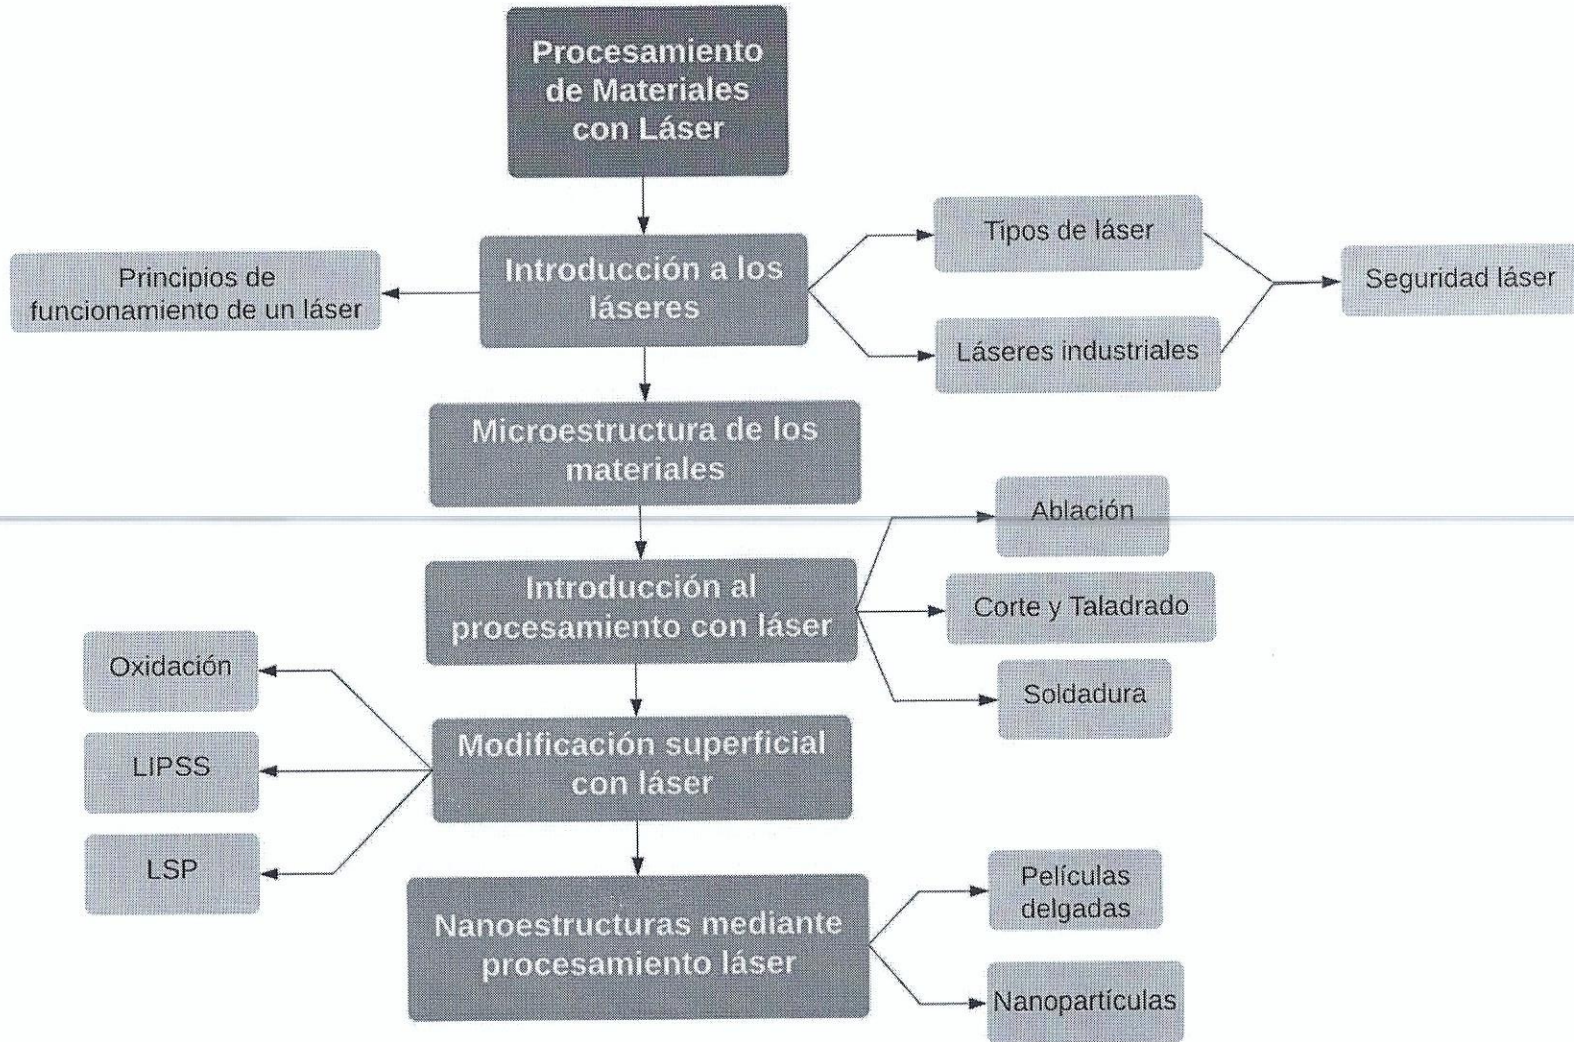 Procesamiento
de Materiales
con Láser
Introducción a los
láseres
Principios de
funcionamiento de un láser
Tipos de láser
Láseres industriales
Seguridad láser
Microestructura de los
materiales
Introducción al
procesamiento con láser
Ablación
Corte y Taladrado
Soldadura
Modificación superficial
con láser
Oxidación
LIPSS
LSP
Nanoestructuras mediante
procesamiento láser
Películas
delgadas
Nanopartículas